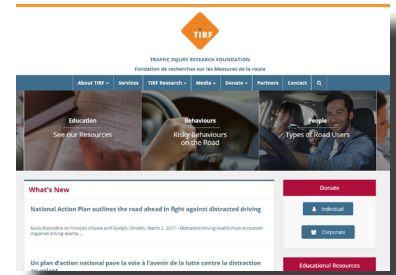 TIRF
TRAFFIC INJURY RESEARCH FOUNDATION
Fondation de recherches sur les blessures de la route
About TIRF Services TIRF Research Media Donate Partners Contact
Education
See our Resources
Behaviours
Risky Behaviours
on the Road
People
Types of Road Users
What's New
National Action Plan outlines the road ahead in fight against distracted driving
Aussi disponible en français Ottawa and Guelph, Ontario, March 2, 2017 – Distracted driving deaths have surpassed
impaired driving deaths ...
Un plan d'action national pave la voie à l'avenir de la lutte contre la distraction
au volant
Donate
Individual
Corporate
Educational Resources